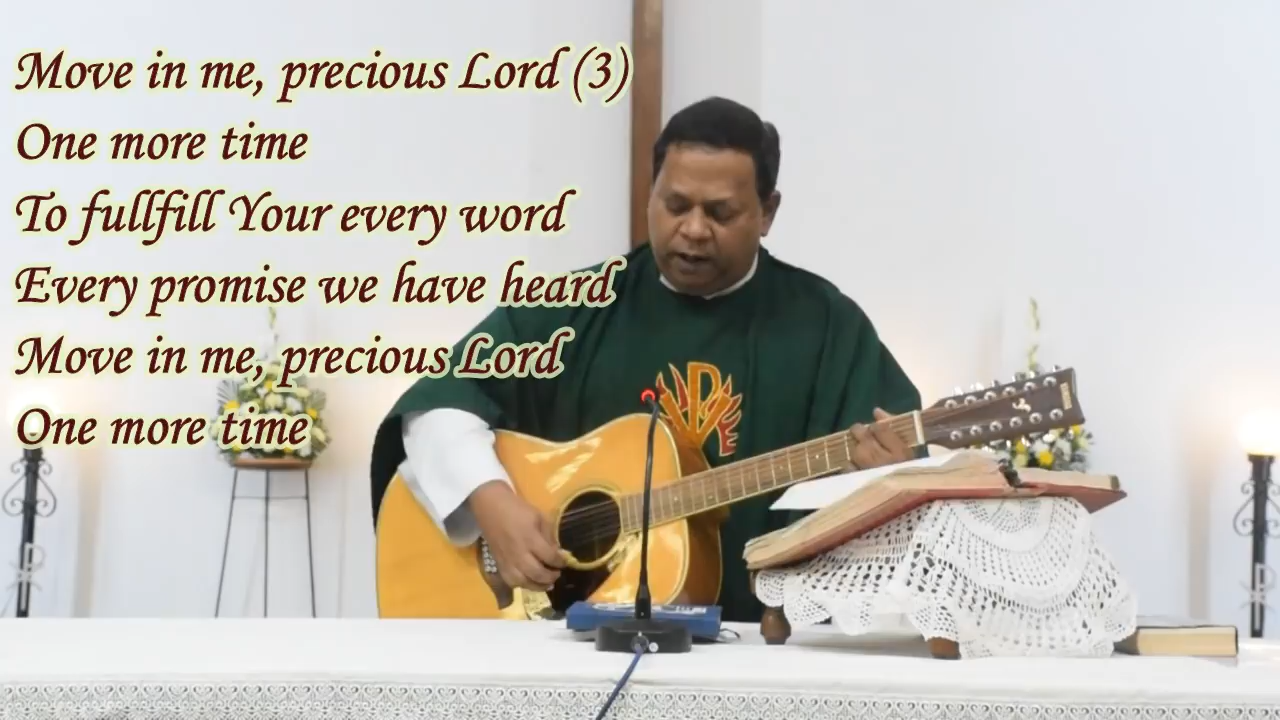 Move in me, precious Lord (3)
One more time
To fullfill Your every word
Every promise we have heard
Move in me, precious Lord
One more time